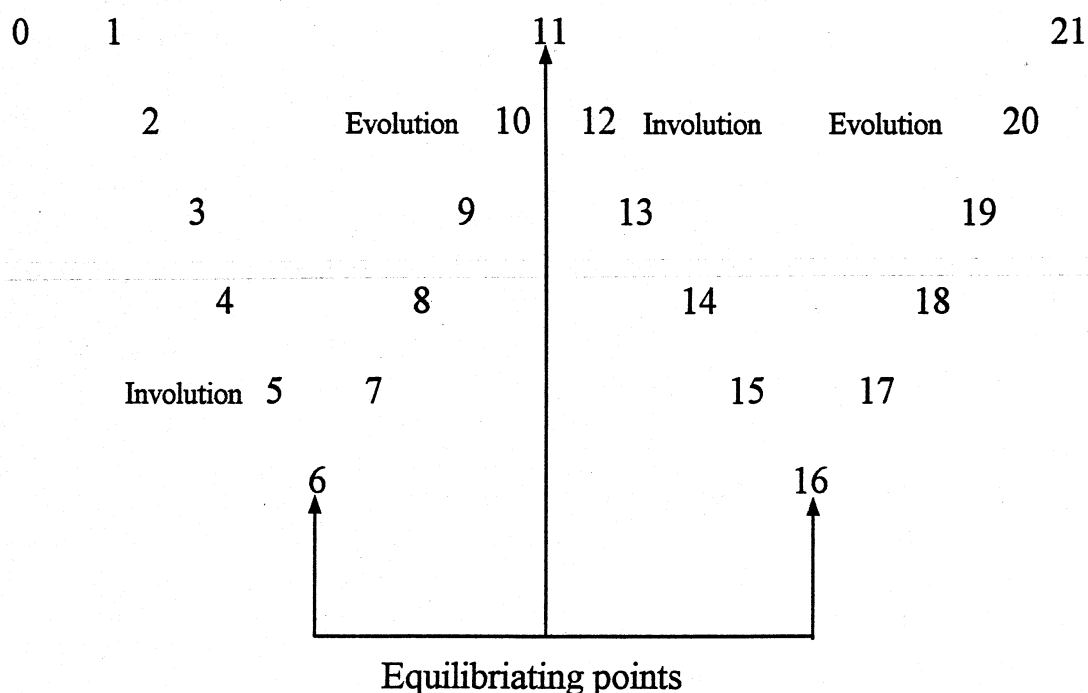 0 1 11 21
2 Evolution 10 12 Involution Evolution 20
3 9 13 19
4 8 14 18
Involution 5 7 15 17
6 16
Equilibriating points